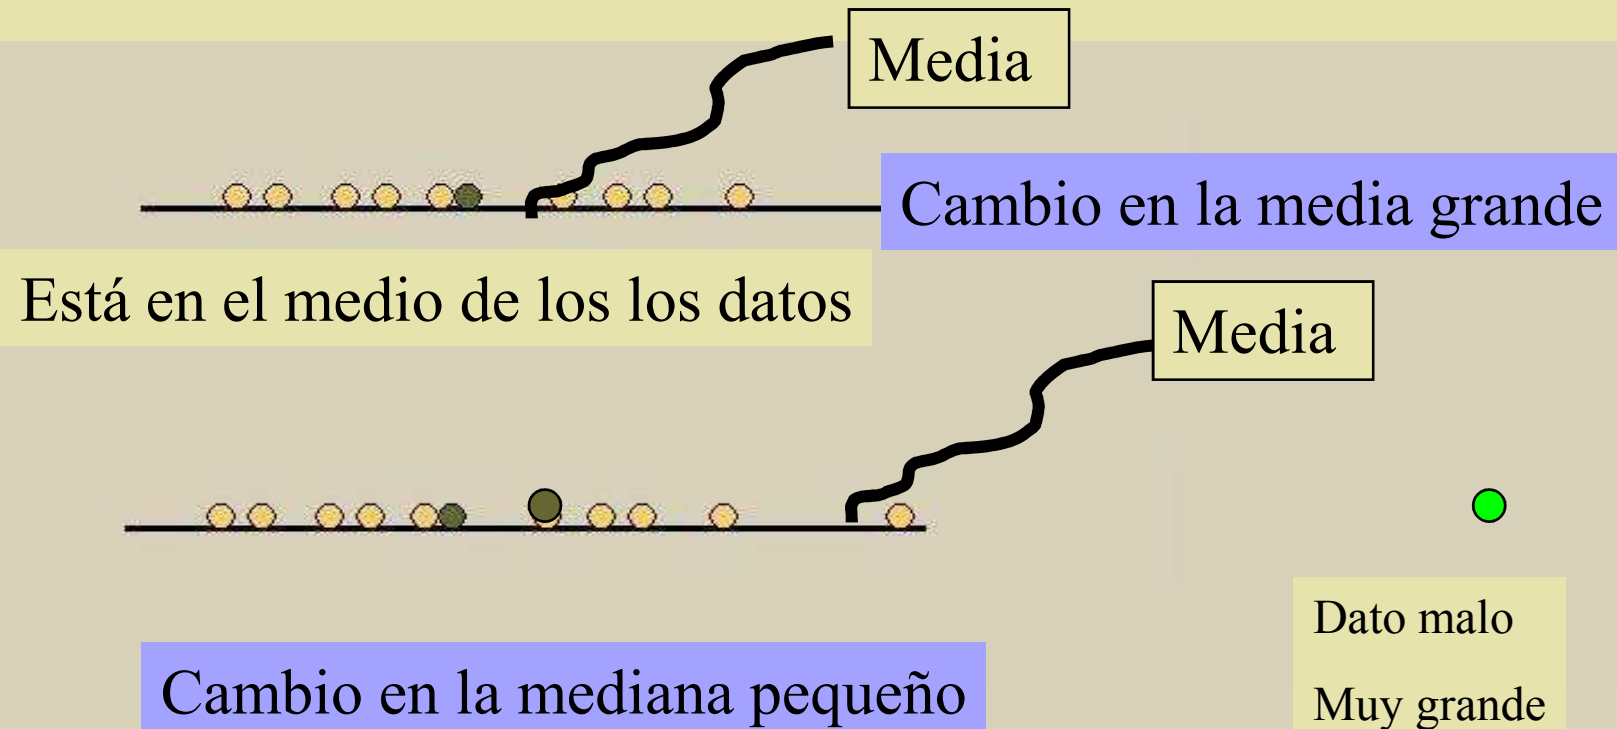 Media
Cambio en la media grande
Está en el medio de los los datos
Media
Dato malo
Muy grande
Cambio en la mediana pequeño